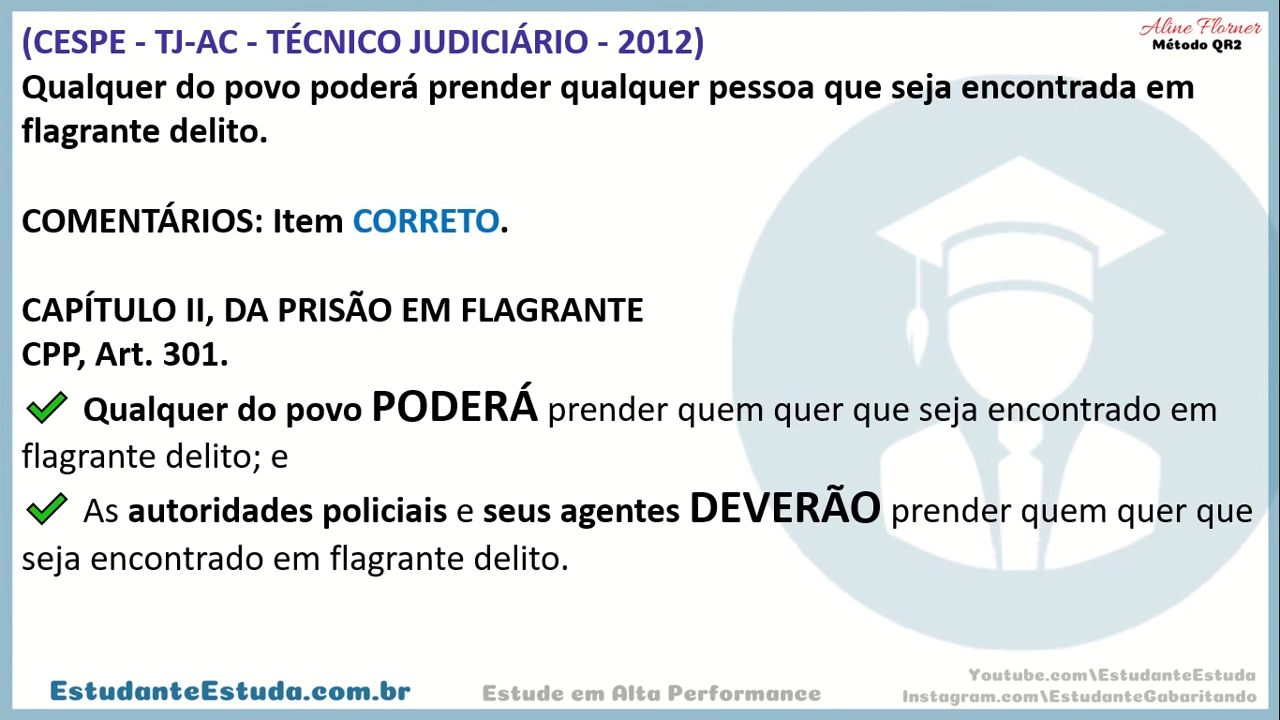 (CESPE - TJ-AC - TÉCNICO JUDICIÁRIO - 2012)
Aline Florner
Método QR2
Qualquer do povo poderá prender qualquer pessoa que seja encontrada em
flagrante delito.
COMENTÁRIOS: Item CORRETO.
CAPÍTULO II, DA PRISÃO EM FLAGRANTE
CPP, Art. 301.
Qualquer do povo PODERÁ prender quem quer que seja encontrado em
flagrante delito; e
As autoridades policiais e seus agentes DEVERÃO prender quem quer que
seja encontrado em flagrante delito.
EstudanteEstuda.com.br
Estude em Alta Performance
Youtube.com\EstudanteEstuda
Instagram.com\EstudanteGabaritando